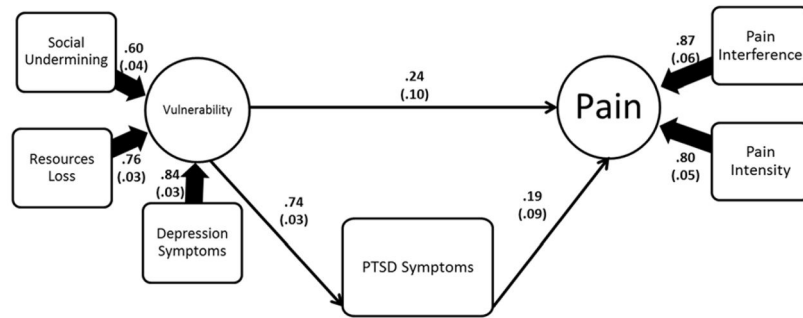 Social
Undermining
.60
(.04)
Vulnerability
.24
(.10)
Pain
.87
(.06)
Pain
Interference
Resources
Loss
.76
(.03)
.84
(.03)
Depression
Symptoms
.74
(.03)
PTSD Symptoms
.19
(.09)
.80
(.05)
Pain
Intensity